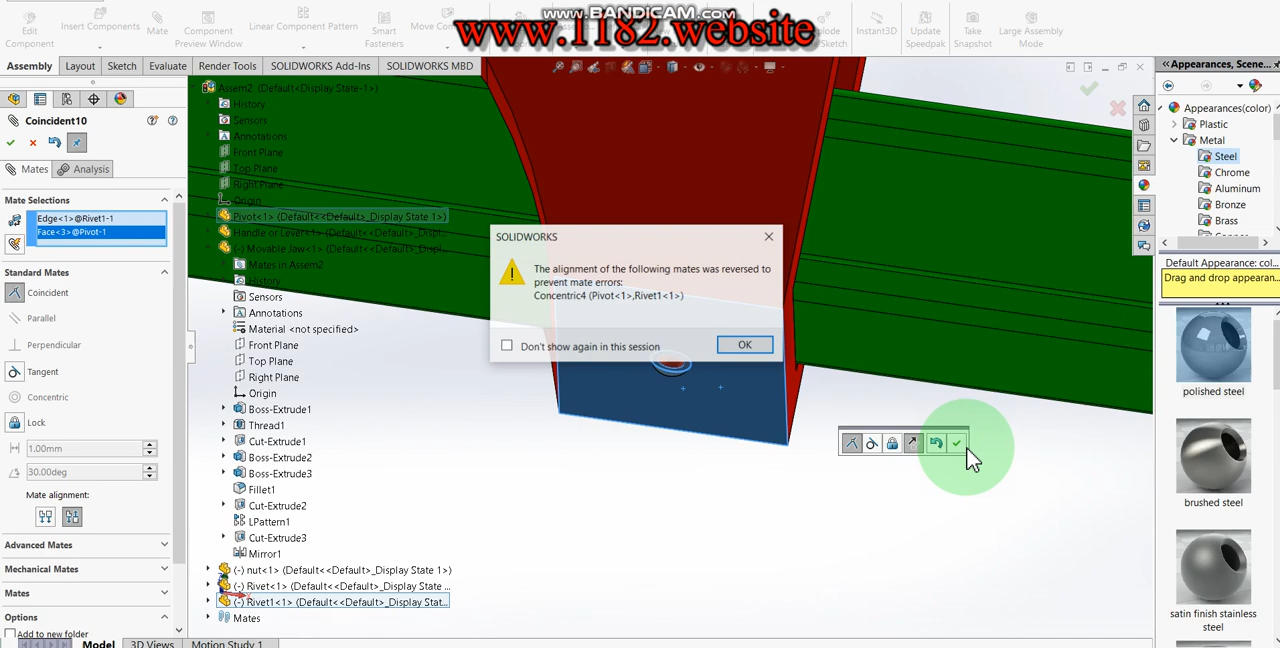 www.BANDICAM.com
www.1182.website
Edit Component
Insert Components
Mate
Component Preview Window
Linear Component Pattern
Smart Fasteners
Move Co...
Explode
Sketch
Instant3D
Update Speedpak
Take Snapshot
Large Assembly Mode
Assembly
Layout
Sketch
Evaluate
Render Tools
SOLIDWORKS Add-Ins
SOLIDWORKS MBD
Coincident10
Mates
Analysis
Mate Selections
Edge<1>@Rivet1-1
Face<3>@Pivot-1
Standard Mates
Coincident
Parallel
Perpendicular
Tangent
Concentric
Lock
1.00mm
30.00deg
Mate alignment:
Advanced Mates
Mechanical Mates
Mates
Options
Add to new folder
Assem2 (Default<Display State-1>)
History
Sensors
Annotations
Front Plane
Top Plane
Right Plane
Origin
Pivot<1> (Default<<Default>_Display State 1>)
Handle or Lever<1> (Default<<Default>_Displ...
(-) Movable Jaw<1> (Default<<Default>_Displ...
Mates in Assem2
History
Sensors
Annotations
Material <not specified>
Front Plane
Top Plane
Right Plane
Origin
Boss-Extrude1
Thread1
Cut-Extrude1
Boss-Extrude2
Boss-Extrude3
Fillet1
Cut-Extrude2
LPattern1
Cut-Extrude3
Mirror1
(-) nut<1> (Default<<Default>_Display State 1>)
(-) Rivet<1> (Default<<Default>_Display State ...
(-) Rivet1<1> (Default<<Default>_Display Stat...
Mates
Model
3D Views
Motion Study 1
SOLIDWORKS
The alignment of the following mates was reversed to
prevent mate errors:
Concentric4 (Pivot<1>,Rivet1<1>)
Don't show again in this session
OK
Appearances, Scene...
Appearances(color)
Plastic
Metal
Steel
Chrome
Aluminum
Bronze
Brass
Default Appearance: col...
Drag and drop appearan...
polished steel
brushed steel
satin finish stainless
steel